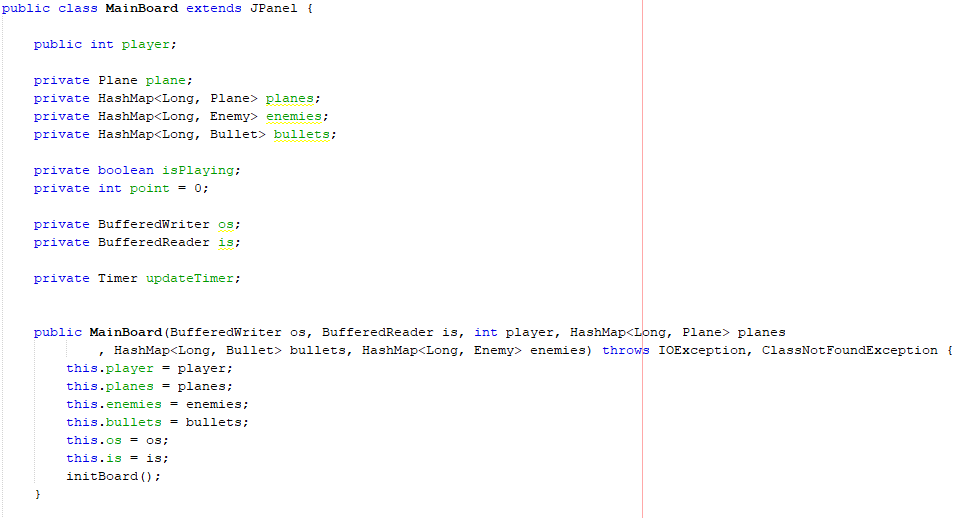 public class MainBoard extends JPanel {
public int player;
private Plane plane;
private HashMap<Long, Plane> planes;
private HashMap<Long, Enemy> enemies;
private HashMap<Long, Bullet> bullets;
private boolean isPlaying;
private int point = 0;
private BufferedWriter os;
private BufferedReader is;
private Timer updateTimer;
public MainBoard(BufferedWriter os, BufferedReader is, int player, HashMap<Long, Plane> planes
, HashMap<Long, Bullet> bullets, HashMap<Long, Enemy> enemies) throws IOException, ClassNotFoundException {
this.player = player;
this.planes = planes;
this.enemies = enemies;
this.bullets = bullets;
this.os = os;
this.is = is;
initBoard();
}